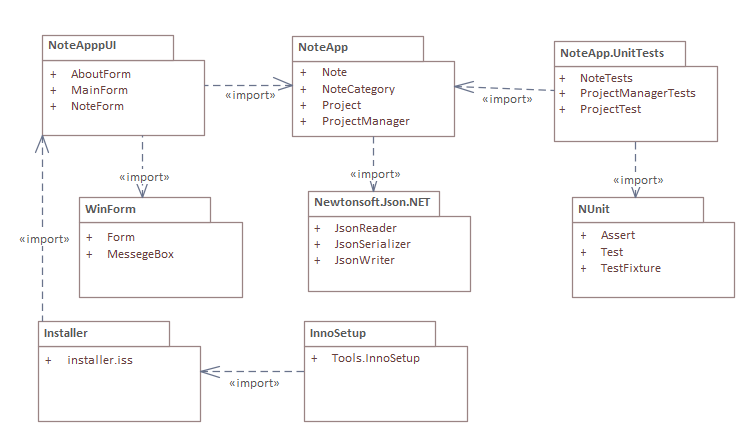 NoteApppUI
+ AboutForm
+ MainForm
+ NoteForm
«import»
NoteApp
+ Note
+ NoteCategory
+ Project
+ ProjectManager
«import»
NoteApp.UnitTests
+ NoteTests
+ ProjectManagerTests
+ ProjectTest
«import»
«import»
«import»
WinForm
+ Form
+ MessegeBox
NewtonsoftJson.NET
+ JsonReader
+ JsonSerializer
+ JsonWriter
NUnit
+ Assert
+ Test
+ TestFixture
«import»
Installer
+ installer.iss
«import»
InnoSetup
+ Tools.InnoSetup